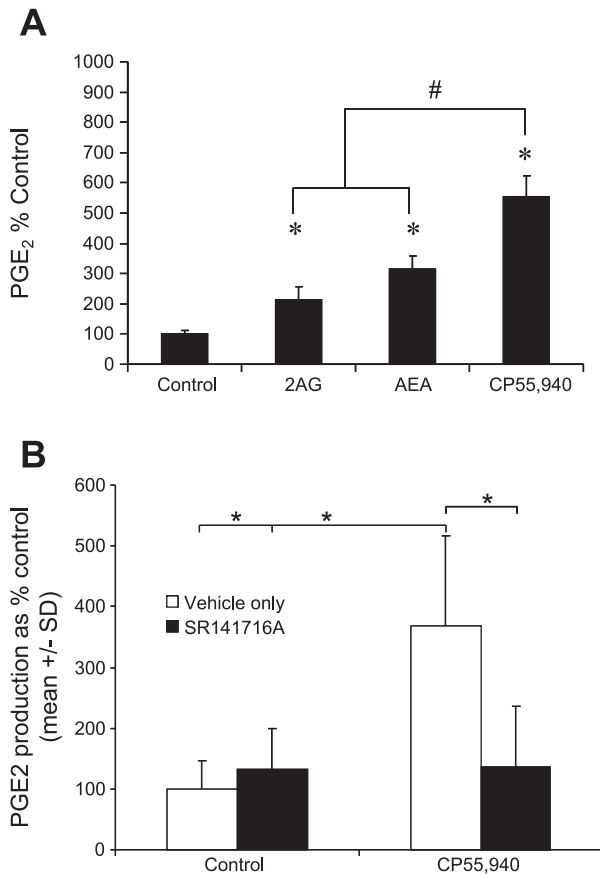 A
1000
900
800
700
600
500
400
300
200
100
0
PGE2 % Control
#
*
*
*
Control 2AG AEA CP55,940
B
600
500
400
300
200
100
0
PGE2 production as % control
(mean +/- SD)
* * *
Vehicle only
SR141716A
Control CP55,940